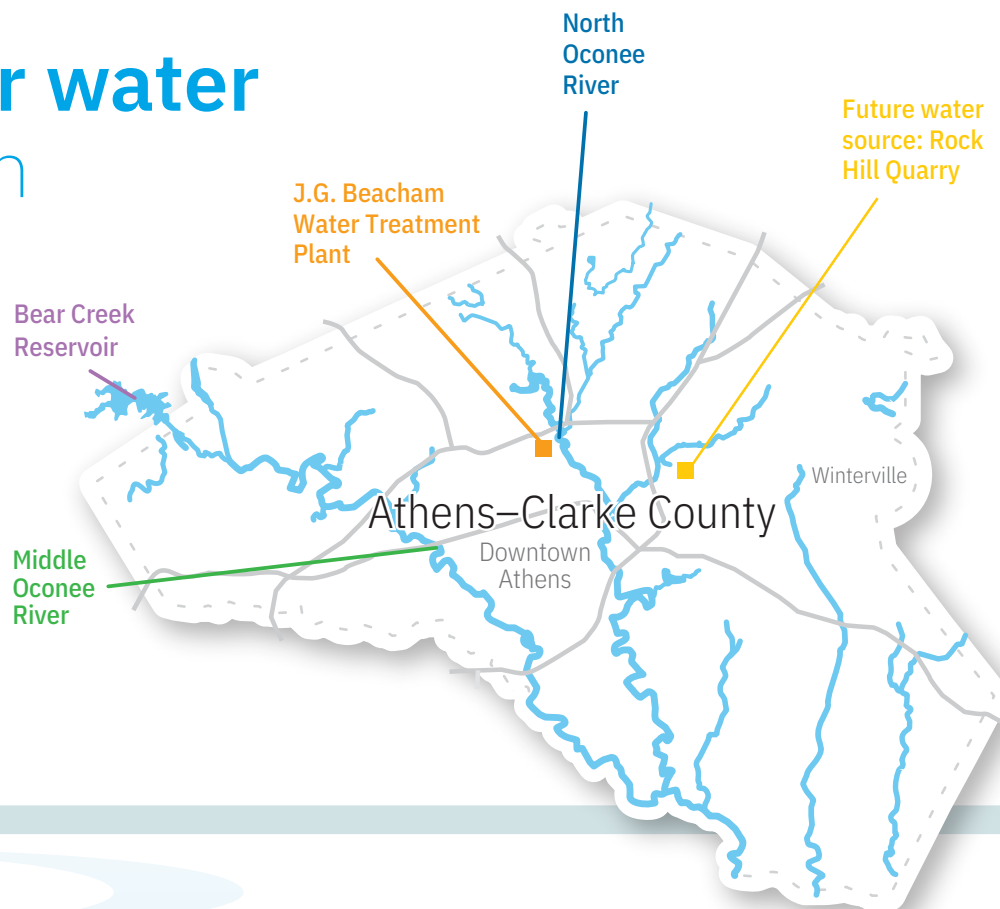 r water
n
North
Oconee
River
Future water
source: Rock
Hill Quarry
J.G. Beacham
Water Treatment
Plant
Bear Creek
Reservoir
Winterville
Athens–Clarke County
Downtown
Athens
Middle
Oconee
River